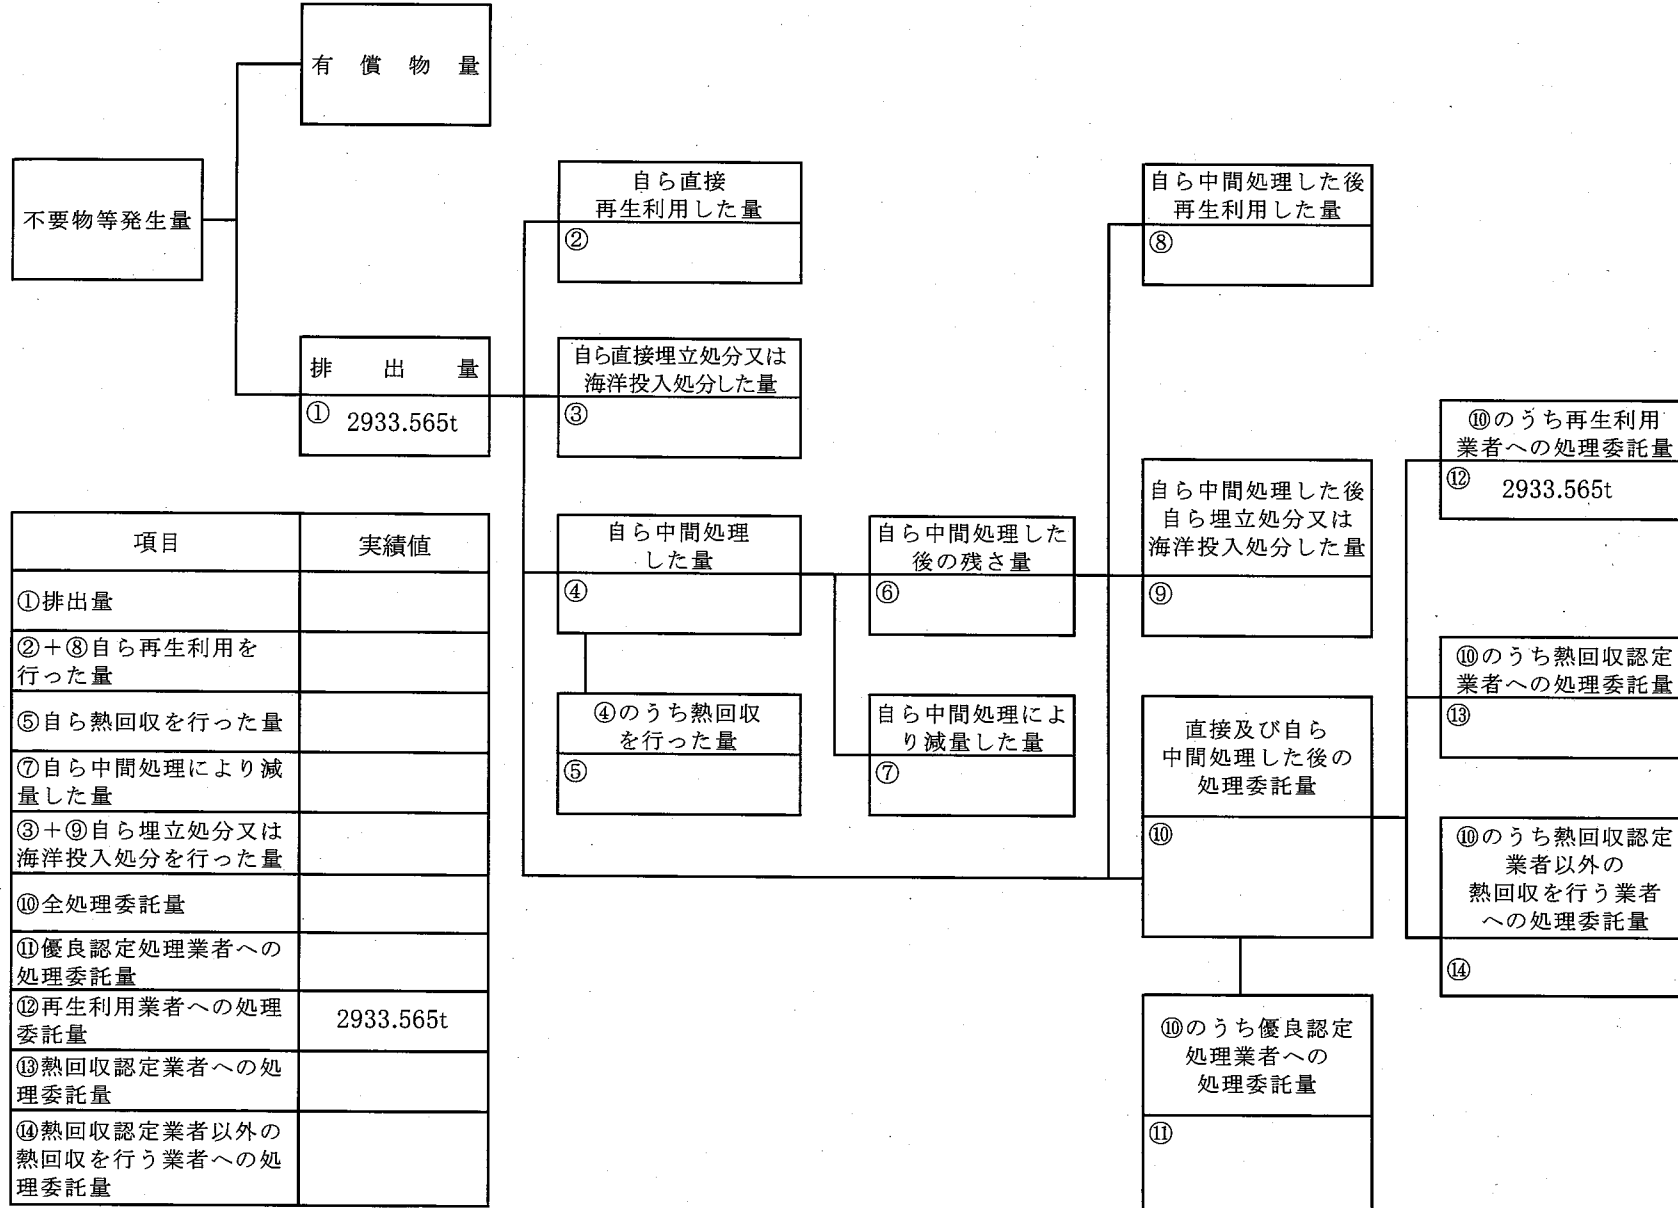 有償物量
不要物等発生量
排出量
① 2933.565t
自ら直接
再生利用した量
②
自ら直接埋立処分又は
海洋投入処分した量
③
自ら中間処理
した量
④
④のうち熱回収
を行った量
⑤
自ら中間処理した
後の残さ量
⑥
自ら中間処理によ
り減量した量
⑦
自ら中間処理した後
再生利用した量
⑧
自ら中間処理した後
自ら埋立処分又は
海洋投入処分した量
⑨
直接及び自ら
中間処理した後の
処理委託量
⑩
⑩のうち優良認定
処理業者への
処理委託量
⑪
⑩のうち再生利用
業者への処理委託量
⑫ 2933.565t
⑩のうち熱回収認定
業者への処理委託量
⑬
⑩のうち熱回収認定
業者以外の
熱回収を行う業者
への処理委託量
⑭
項目 実績値
①排出量
②+⑧自ら再生利用を
行った量
⑤自ら熱回収を行った量
⑦自ら中間処理により減
量した量
③+⑨自ら埋立処分又は
海洋投入処分を行った量
⑩全処理委託量
⑪優良認定処理業者への
処理委託量
⑫再生利用業者への処理
委託量
2933.565t
⑬熱回収認定業者への処
理委託量
⑭熱回収認定業者以外の
熱回収を行う業者への処
理委託量